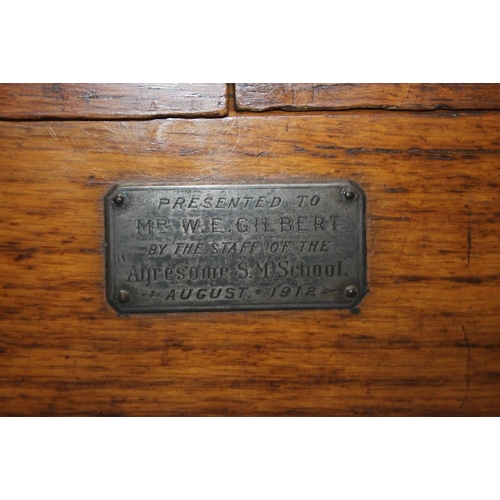 PRESENTED TO
MR W. E. GILBERT
BY THE STAFF OF THE
Ayresome S. M. School.
AUGUST. 1912